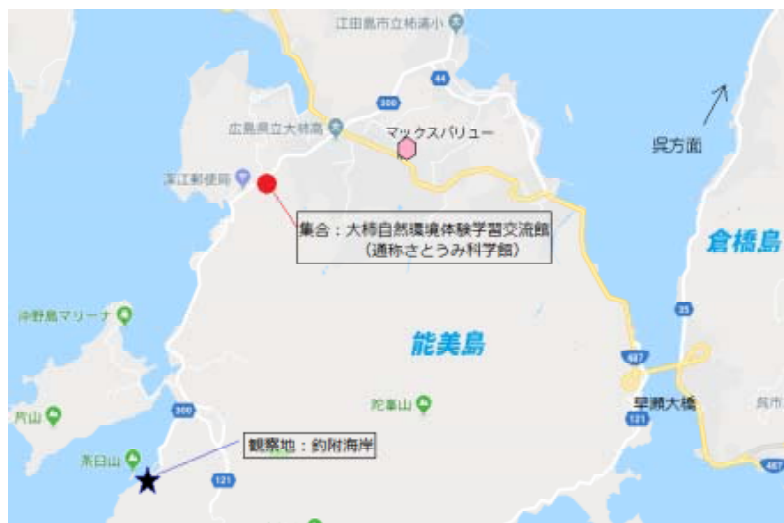 江田島市立柿浦小
44
300
広島県立大柿高
マックスバリュー
呉方面
深江郵便局
集合:大柿自然環境体験学習交流館
(通称さとうみ科学館)
倉橋島
沖野島マリーナ
35
能美島
487
300
陀峯山
早瀬大橋
呉市
121
観察地:釣附海岸
茶臼山
121
487